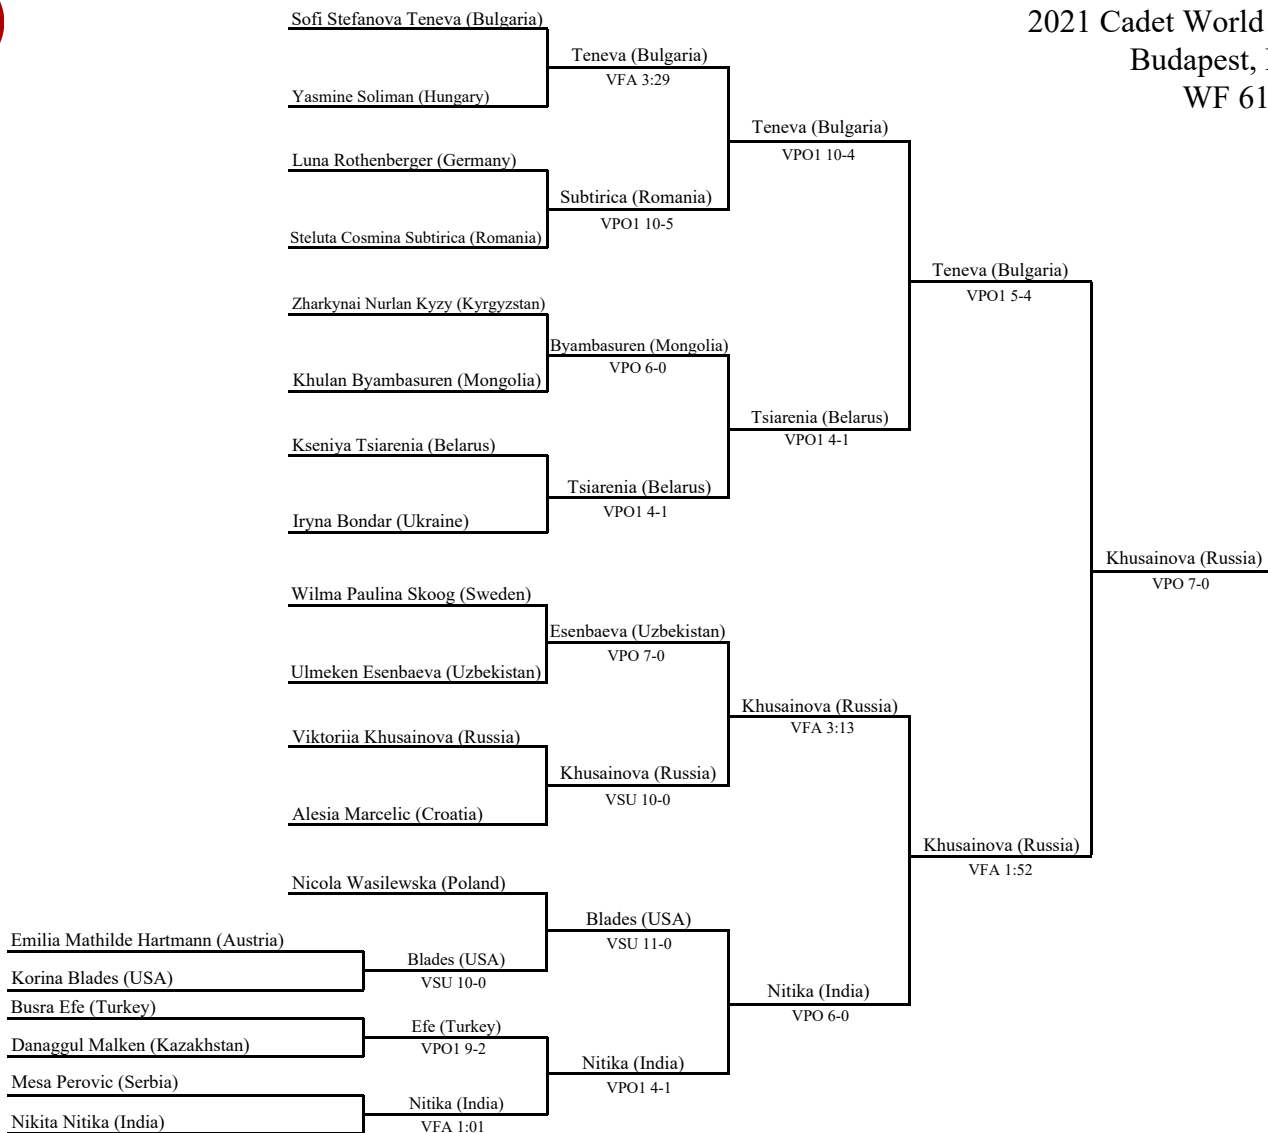 2021 Cadet World
Budapest,
WF 61
Sofi Stefanova Teneva (Bulgaria)
Teneva (Bulgaria)
VFA 3:29
Yasmine Soliman (Hungary)
Teneva (Bulgaria)
VPO1 10-4
Luna Rothenberger (Germany)
Subtirica (Romania)
VPO1 10-5
Steluta Cosmina Subtirica (Romania)
Teneva (Bulgaria)
VPO1 5-4
Zharkynai Nurlan Kyzy (Kyrgyzstan)
Byambasuren (Mongolia)
VPO 6-0
Khulan Byambasuren (Mongolia)
Tsiarenia (Belarus)
VPO1 4-1
Kseniya Tsiarenia (Belarus)
Tsiarenia (Belarus)
VPO1 4-1
Iryna Bondar (Ukraine)
Khusainova (Russia)
VPO 7-0
Wilma Paulina Skoog (Sweden)
Esenbaeva (Uzbekistan)
VPO 7-0
Ulmeken Esenbaeva (Uzbekistan)
Khusainova (Russia)
VFA 3:13
Viktoriia Khusainova (Russia)
Khusainova (Russia)
VSU 10-0
Alesia Marcelic (Croatia)
Khusainova (Russia)
VFA 1:52
Nicola Wasilewska (Poland)
Blades (USA)
VSU 11-0
Emilia Mathilde Hartmann (Austria)
Blades (USA)
VSU 10-0
Korina Blades (USA)
Nitika (India)
VPO 6-0
Busra Efe (Turkey)
Efe (Turkey)
VPO1 9-2
Danaggul Malken (Kazakhstan)
Nitika (India)
VPO1 4-1
Mesa Perovic (Serbia)
Nitika (India)
VFA 1:01
Nikita Nitika (India)